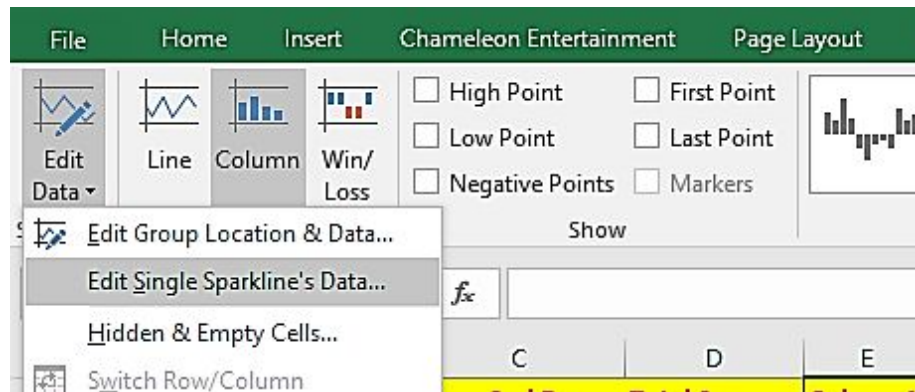 File Home Insert Chameleon Entertainment Page Layout
High Point First Point
Low Point Last Point
Negative Points Markers
Edit Data
Line Column Win/
Loss
Show
Edit Group Location & Data...
Edit Single Sparkline's Data...
Hidden & Empty Cells...
Switch Row/Column
fx
C D E